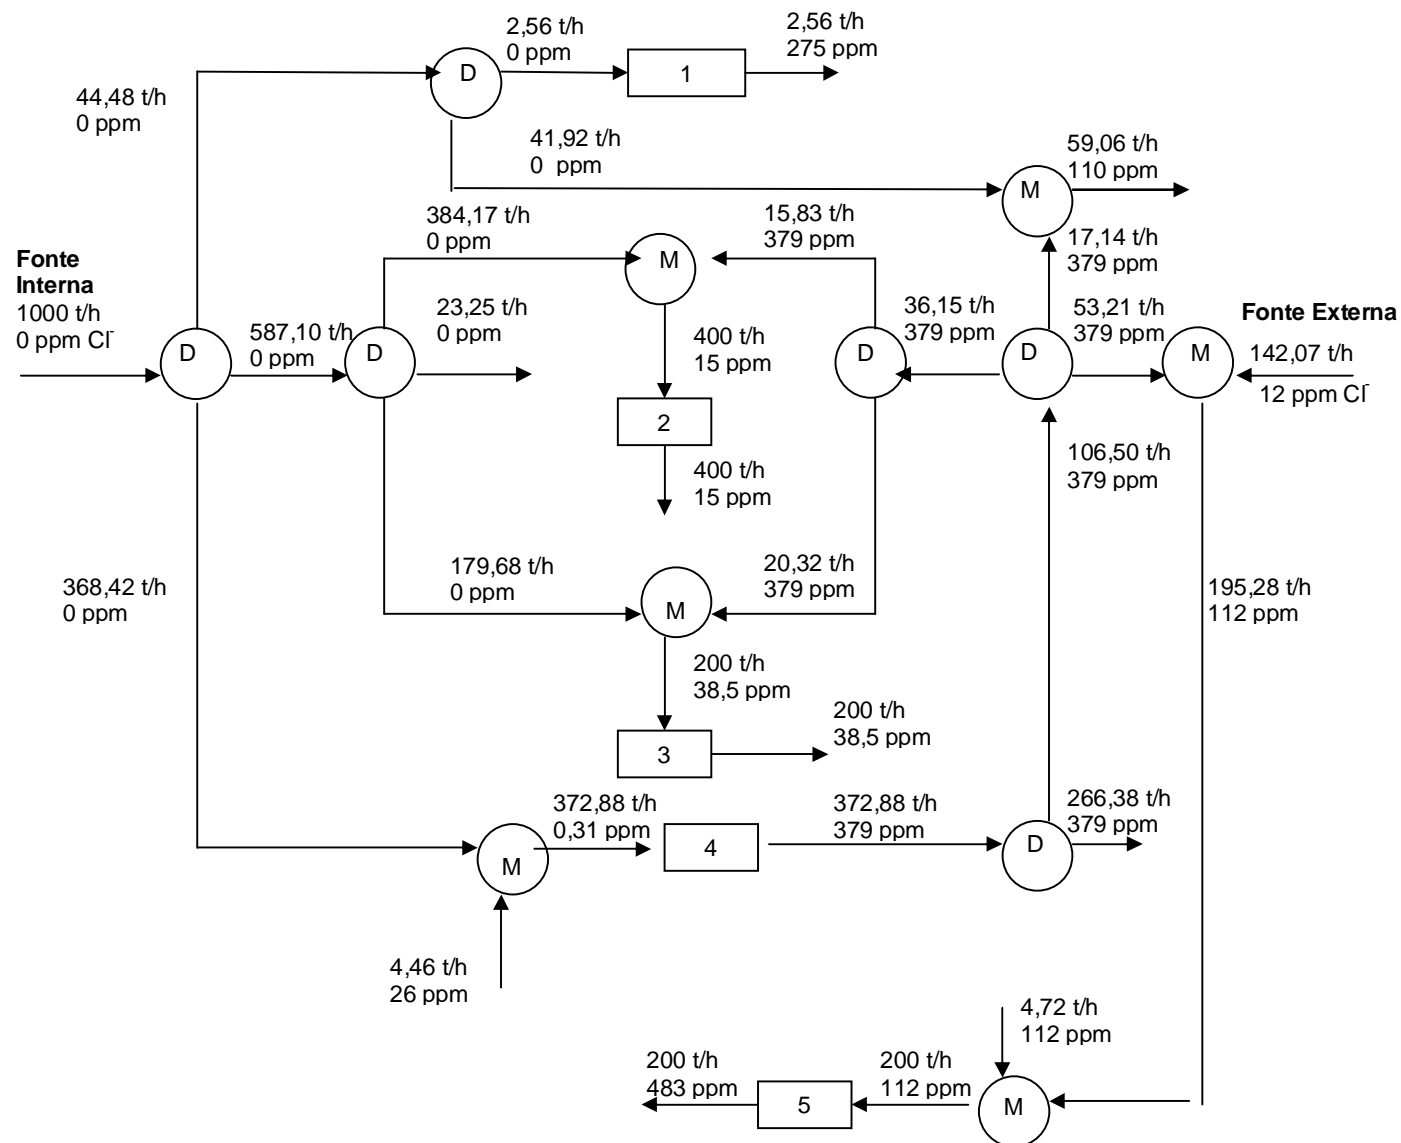 2,56 t/h
0 ppm
2,56 t/h
275 ppm
D
1
44,48 t/h
0 ppm
41,92 t/h
0 ppm
59,06 t/h
110 ppm
M
384,17 t/h
0 ppm
15,83 t/h
379 ppm
17,14 t/h
379 ppm
M
Fonte
Interna
1000 t/h
0 ppm Cl-
D
587,10 t/h
0 ppm
D
23,25 t/h
0 ppm
400 t/h
15 ppm
D
36,15 t/h
379 ppm
D
53,21 t/h
379 ppm
M
Fonte Externa
142,07 t/h
12 ppm Cl-
2
400 t/h
15 ppm
106,50 t/h
379 ppm
368,42 t/h
0 ppm
179,68 t/h
0 ppm
20,32 t/h
379 ppm
M
195,28 t/h
112 ppm
200 t/h
38,5 ppm
3
200 t/h
38,5 ppm
372,88 t/h
0,31 ppm
4
372,88 t/h
379 ppm
D
266,38 t/h
379 ppm
M
4,46 t/h
26 ppm
4,72 t/h
112 ppm
200 t/h
483 ppm
5
200 t/h
112 ppm
M